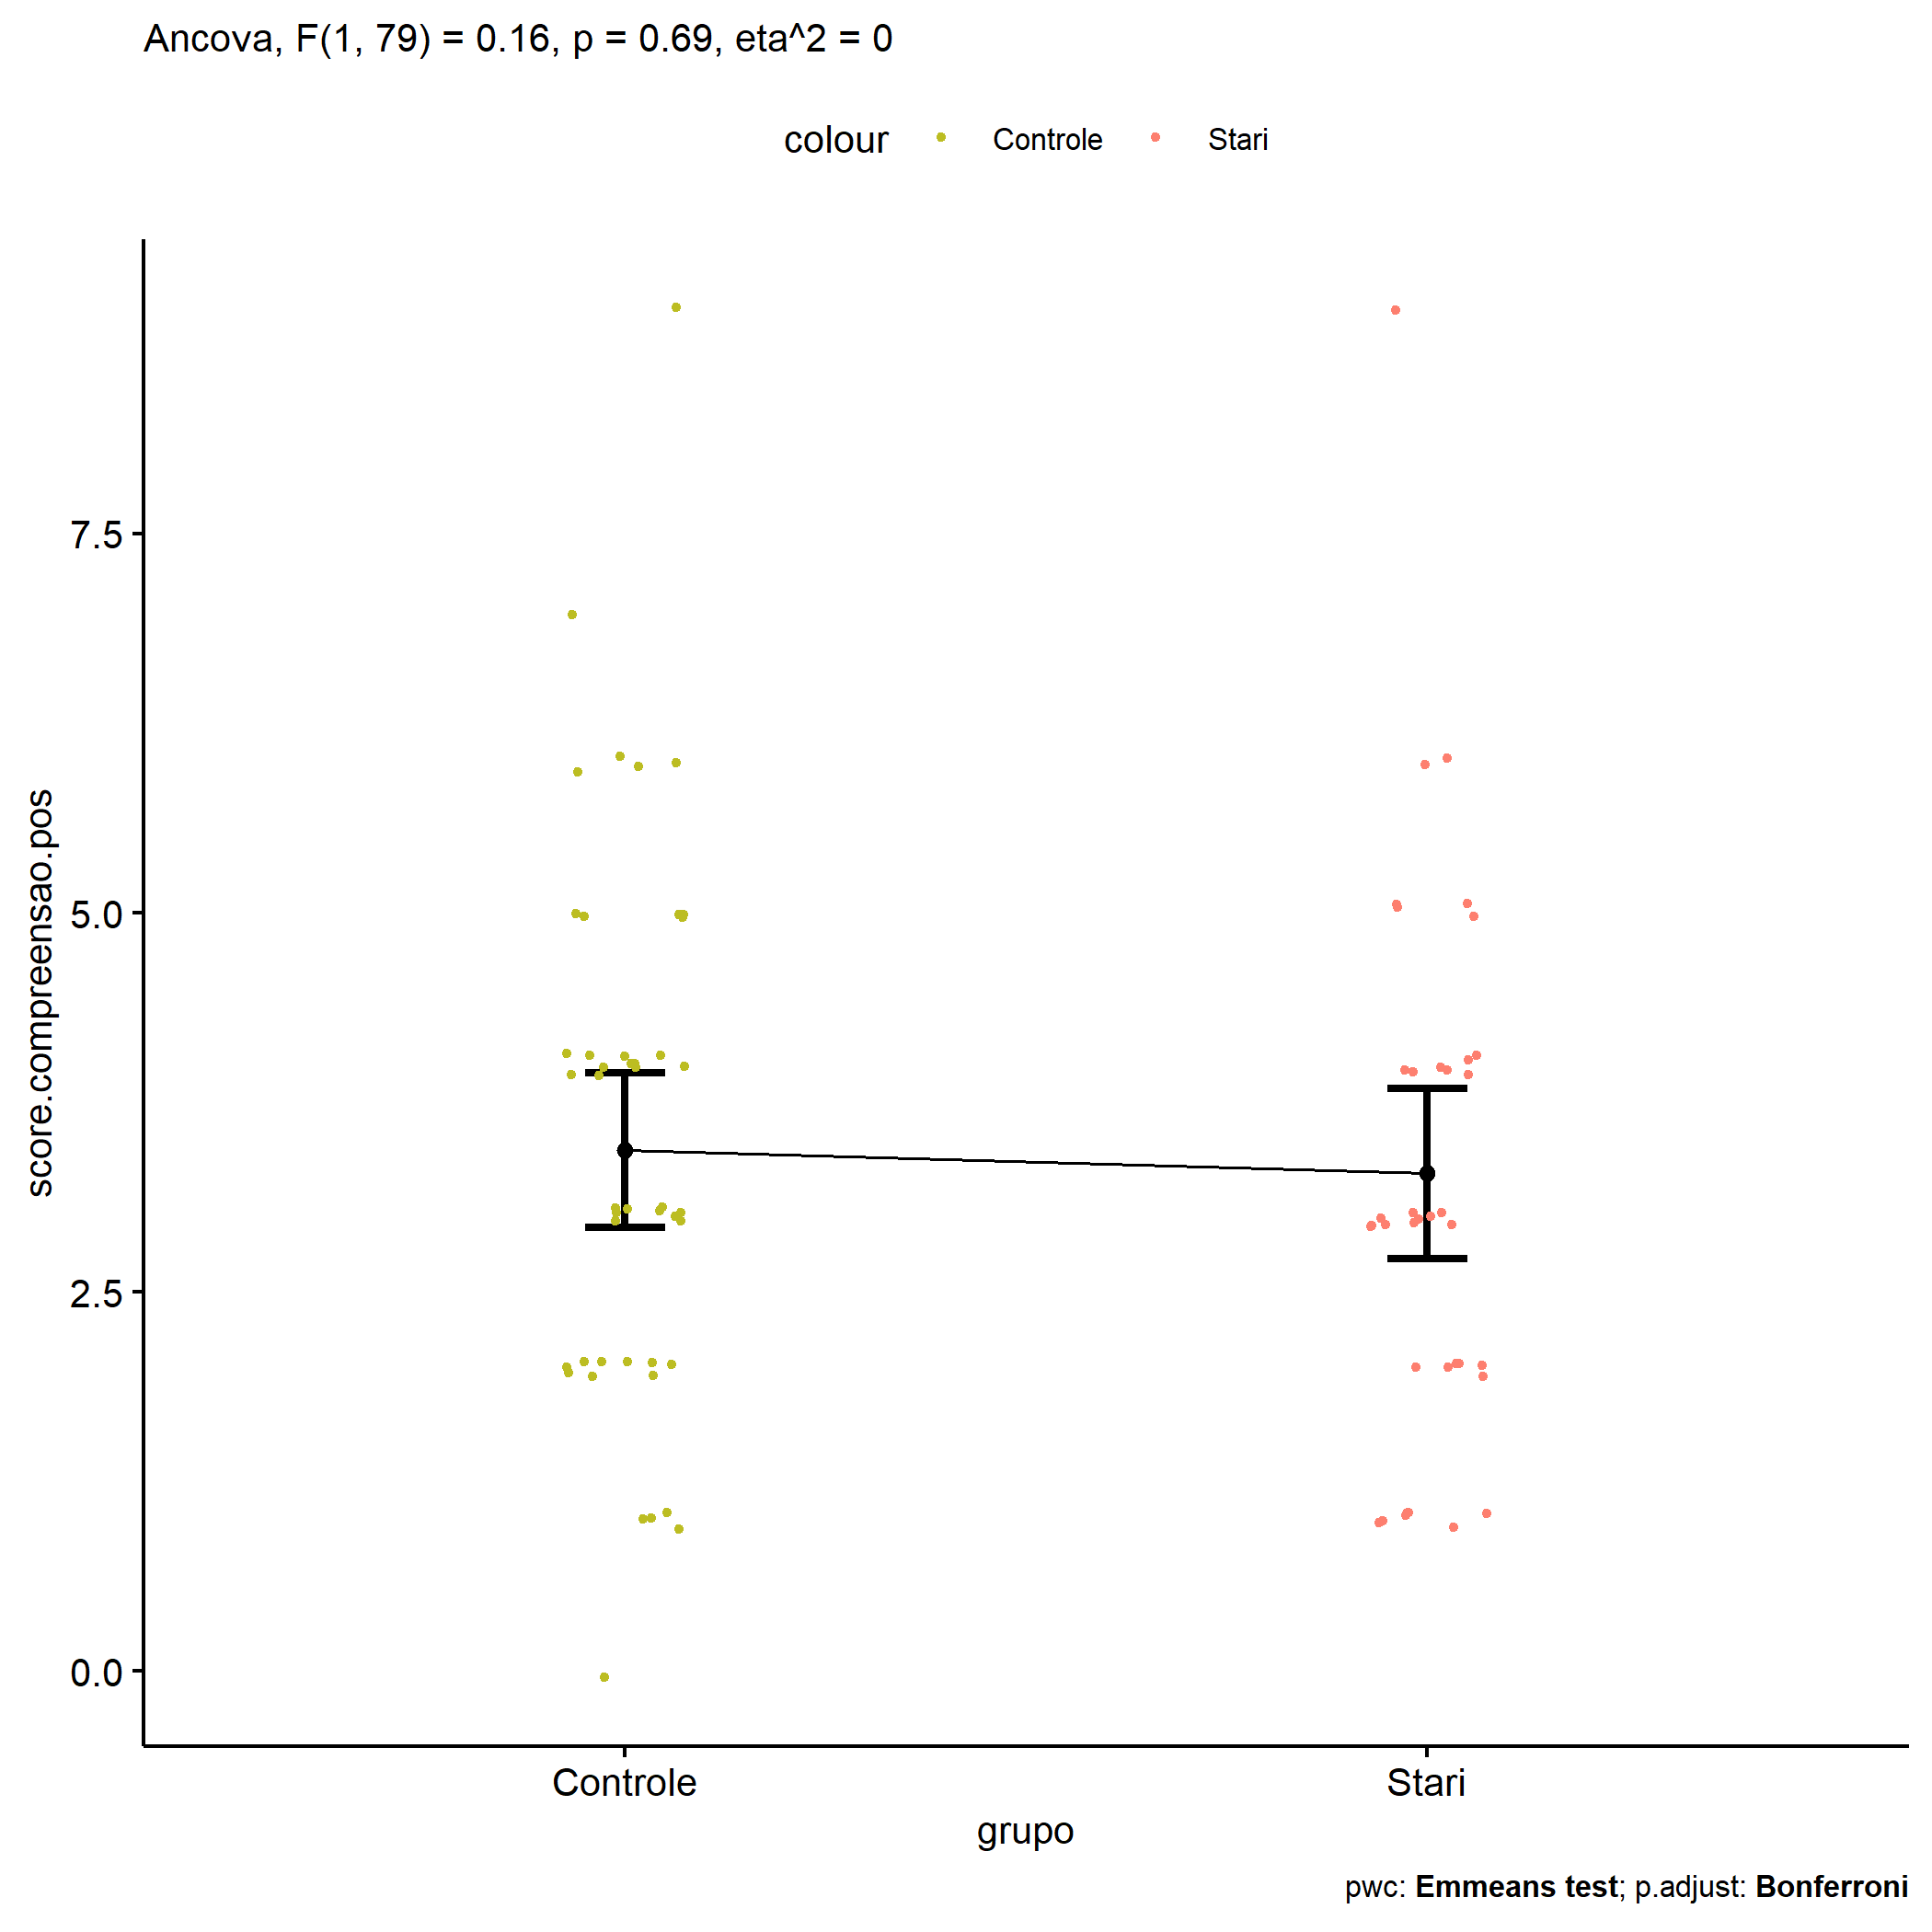 Ancova, F(1, 79) = 0.16, p = 0.69, eta^2 = 0
colour Controle Stari
score.compreensao.pos
7.5
5.0
2.5
0.0
Controle Stari
grupo
pwc: Emmeans test; p.adjust: Bonferroni